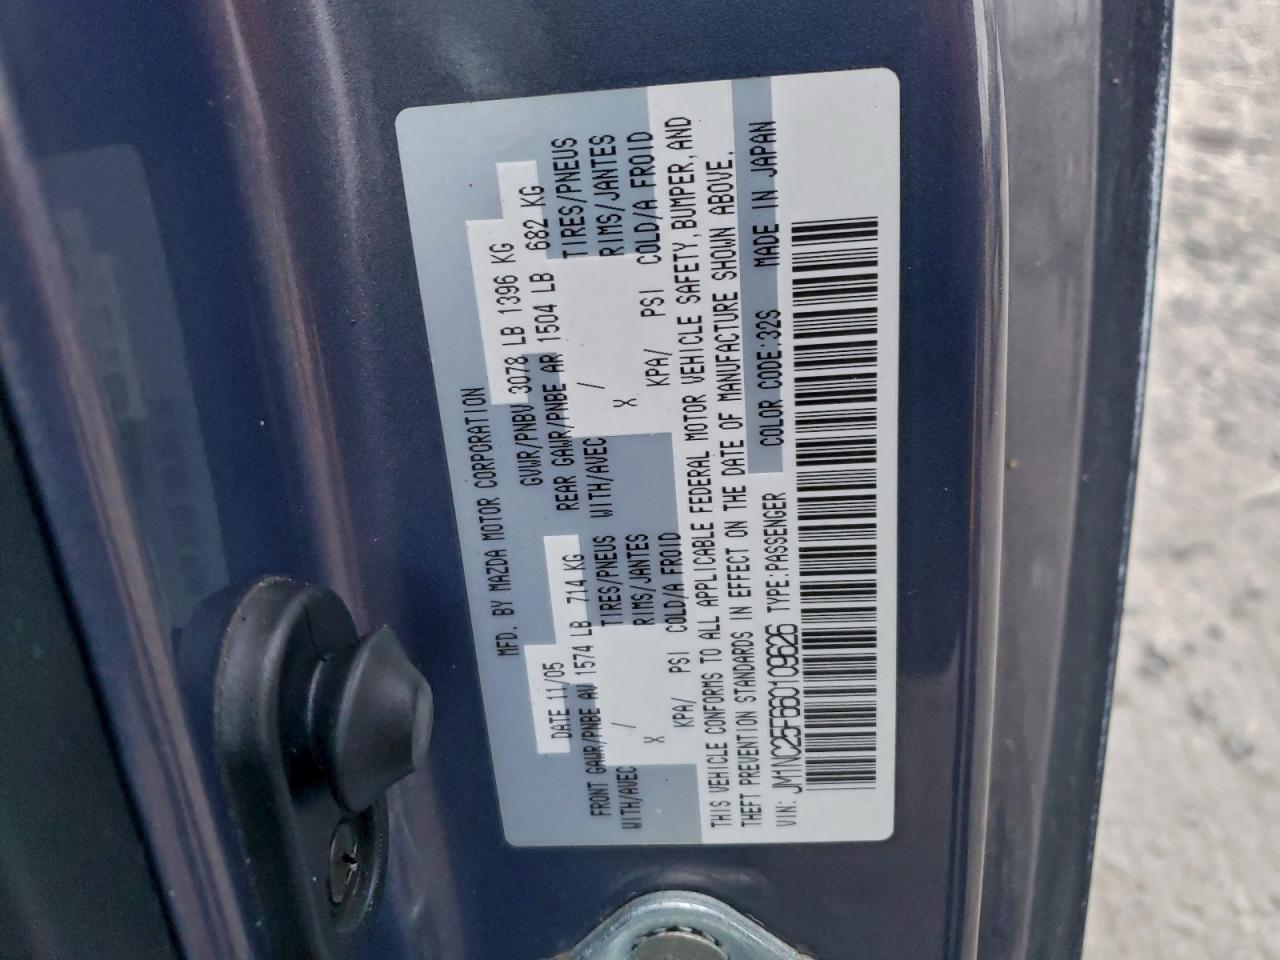 MFD. BY MAZDA MOTOR CORPORATION
DATE 11/05 GVWR/PNBV 3078 LB 1396 KG
FRONT GAWR/PNBE AV 1574 LB 714 KG REAR GAWR/PNBE AR 1504 LB 682 KG
WITH/AVEC / TIRES/PNEUS WITH/AVEC / TIRES/PNEUS
X RIMS/JANTES X RIMS/JANTES
KPA/ PSI COLD/A FROID KPA/ PSI COLD/A FROID
THIS VEHICLE CONFORMS TO ALL APPLICABLE FEDERAL MOTOR VEHICLE SAFETY, BUMPER, AND
THEFT PREVENTION STANDARDS IN EFFECT ON THE DATE OF MANUFACTURE SHOWN ABOVE.
VIN: JM1NC25F660109626 TYPE:PASSENGER COLOR CODE:32S MADE IN JAPAN